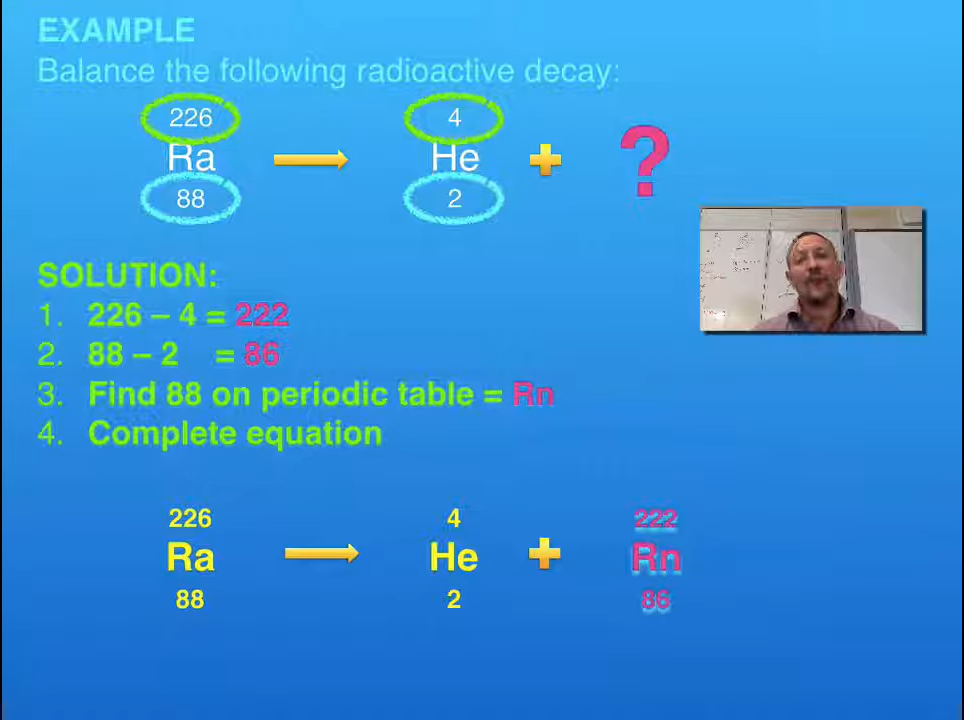 EXAMPLE
Balance the following radioactive decay:
226 4
Ra He + ?
88 2
SOLUTION:
1. 226 – 4 = 222
2. 88 – 2 = 86
3. Find 88 on periodic table = Rn
4. Complete equation
226 4 222
Ra He + Rn
88 2 86